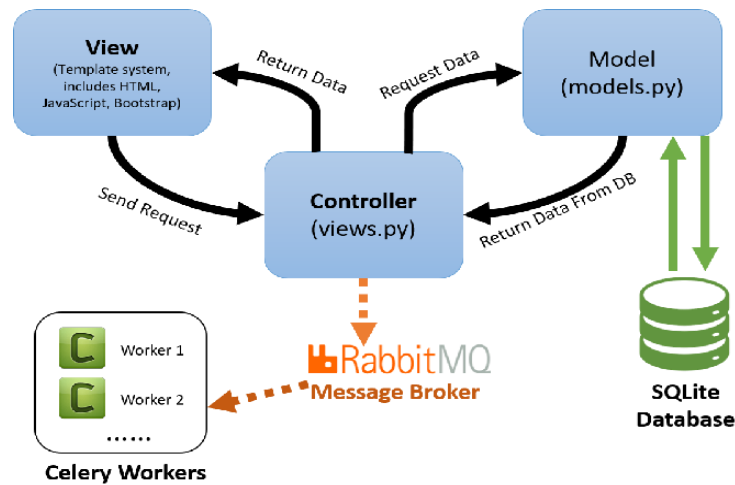 View
(Template system,
includes HTML,
JavaScript, Bootstrap)
Return Data
Request Data
Model
(models.py)
Send Request
Controller
(views.py)
Return Data From DB
C Worker 1
C Worker 2
......
Celery Workers
RabbitMQ
Message Broker
SQLite
Database